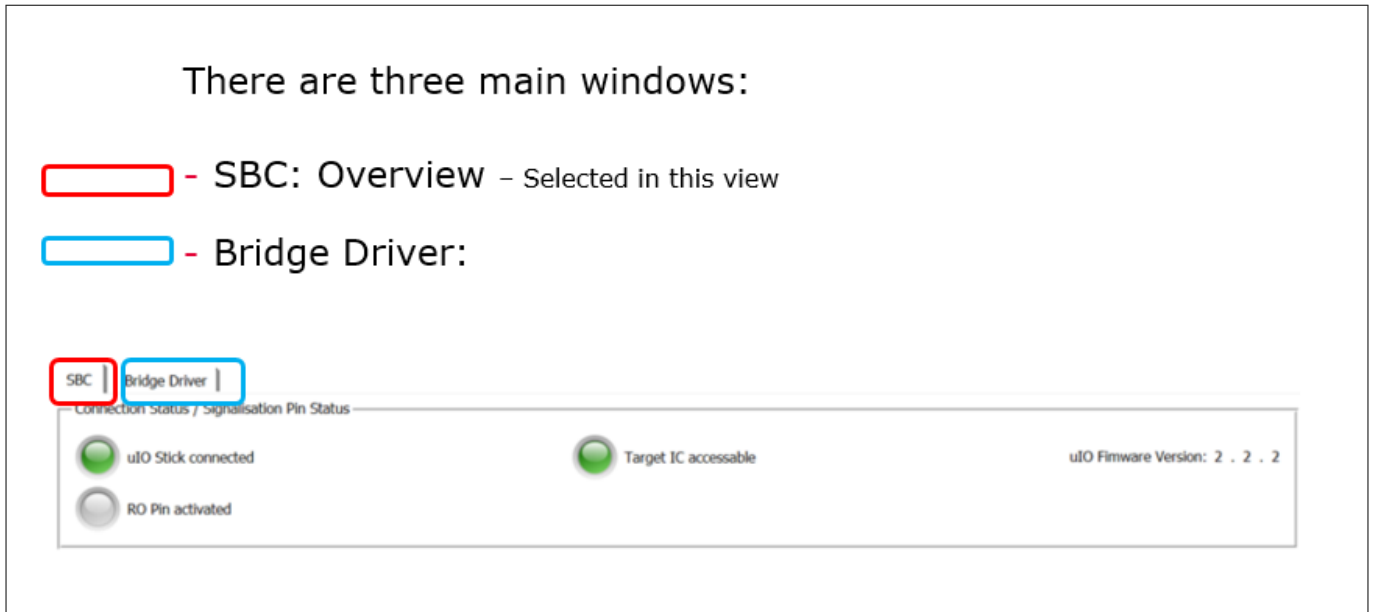 There are three main windows:
- SBC: Overview – Selected in this view
- Bridge Driver:
SBC Bridge Driver
Connection Status / Signalisation Pin Status
uIO Stick connected Target IC accessable uIO Fimware Version: 2 . 2 . 2
RO Pin activated